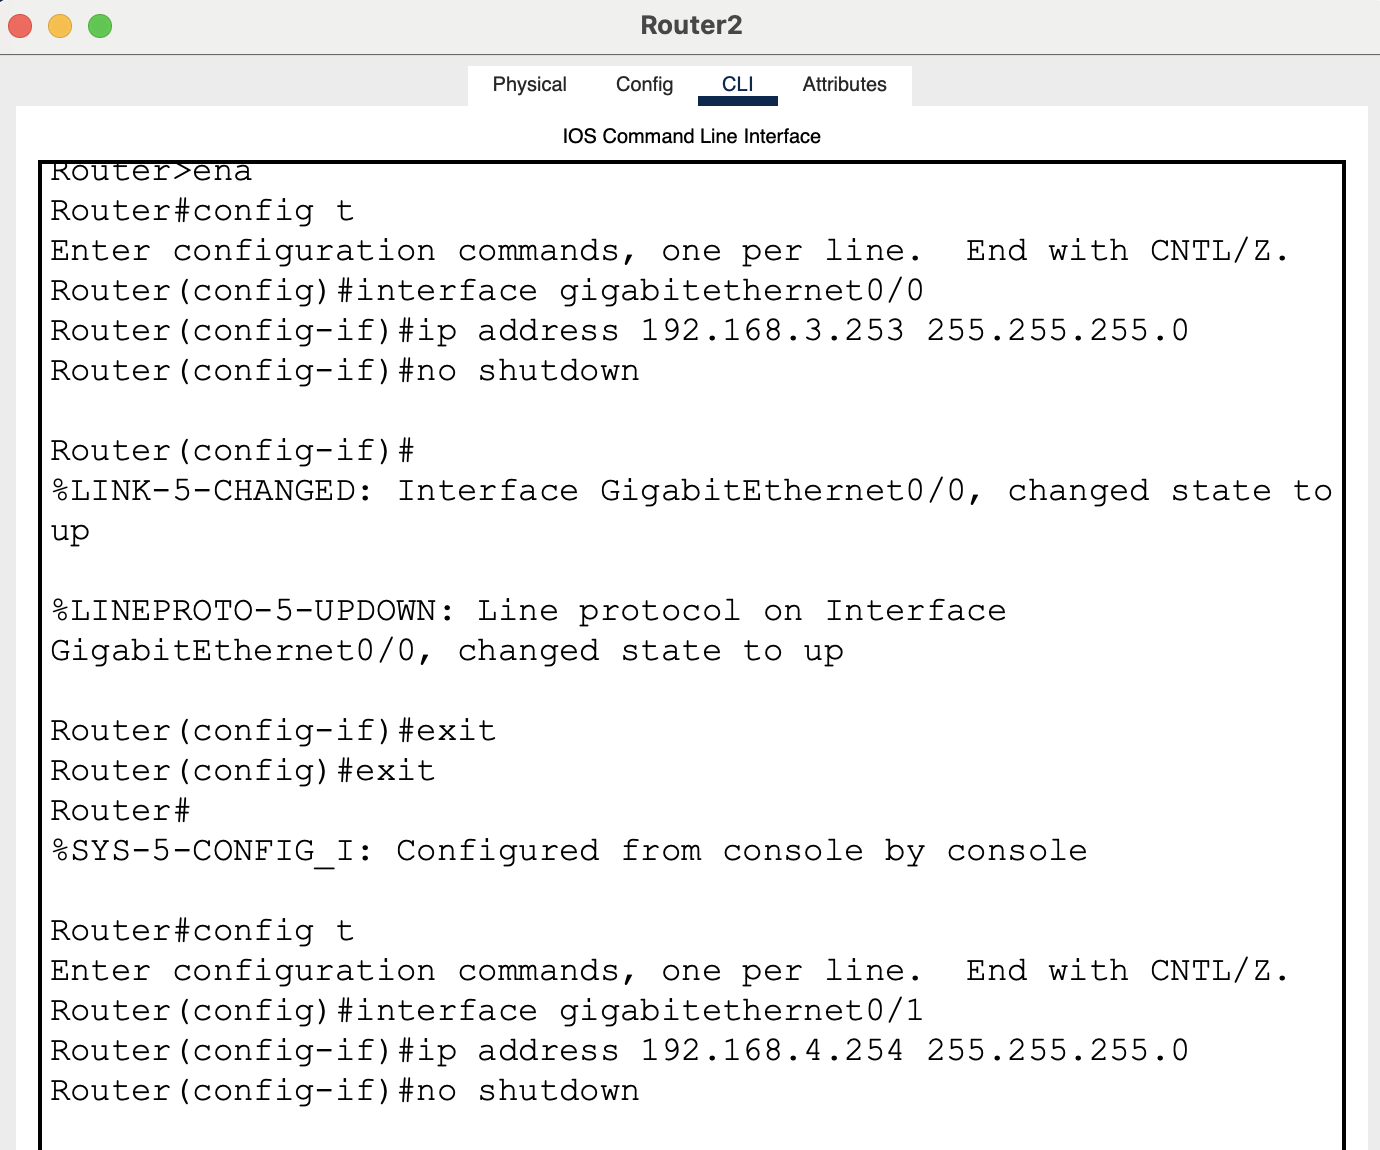 Router2
Physical Config CLI Attributes
IOS Command Line Interface
Router>ena
Router#config t
Enter configuration commands, one per line.  End with CNTL/Z.
Router(config)#interface gigabitethernet0/0
Router(config-if)#ip address 192.168.3.253 255.255.255.0
Router(config-if)#no shutdown
Router(config-if)#
%LINK-5-CHANGED: Interface GigabitEthernet0/0, changed state to
up
%LINEPROTO-5-UPDOWN: Line protocol on Interface
GigabitEthernet0/0, changed state to up
Router(config-if)#exit
Router(config)#exit
Router#
%SYS-5-CONFIG_I: Configured from console by console
Router#config t
Enter configuration commands, one per line.  End with CNTL/Z.
Router(config)#interface gigabitethernet0/1
Router(config-if)#ip address 192.168.4.254 255.255.255.0
Router(config-if)#no shutdown